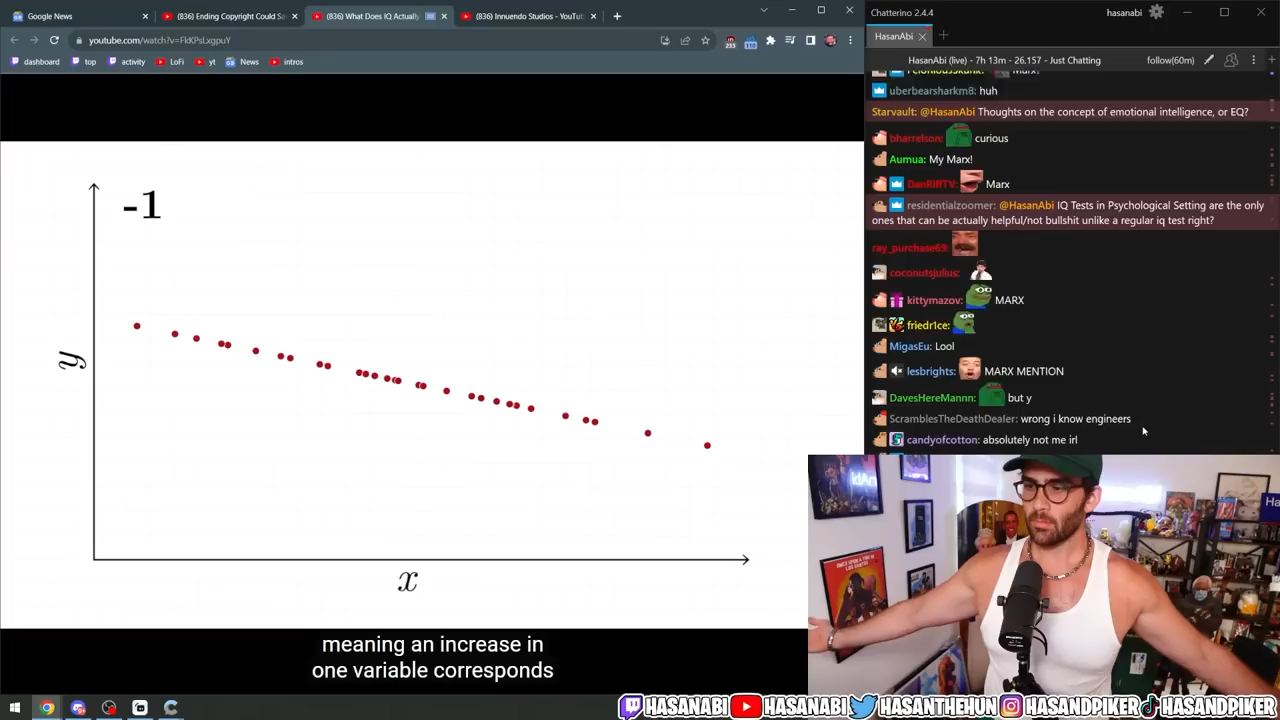 Google News
(836) Ending Copyright Could Sa
(836) What Does IQ Actually
(836) Innuendo Studios - YouTub
youtube.com/watch?v=FkKPsLxgpuY
233
110
dashboard
top
activity
LoFi
yt
News
intros
-1
y
x
meaning an increase in
one variable corresponds
Chatterino 2.4.4
hasanabi
HasanAbi
HasanAbi (live) - 7h 13m - 26.157 - Just Chatting
follow(60m)
uberbearsharkm8: huh
Starvault: @HasanAbi Thoughts on the concept of emotional intelligence, or EQ?
bharrelson: curious
Aumua: My Marx!
DanRiffTV: Marx
residentialzoomer: @HasanAbi IQ Tests in Psychological Setting are the only
ones that can be actually helpful/not bullshit unlike a regular iq test right?
ray_purchase69:
coconutsjulius:
kittymazov: MARX
friedr1ce:
MigasEu: Lool
lesbrights: MARX MENTION
DavesHereMannn: but y
ScramblesTheDeathDealer: wrong i know engineers
candyofcotton: absolutely not me irl
HASANABI
HASANABI
HASANTHEHUN
HASANDPIKER
HASANDPIKER